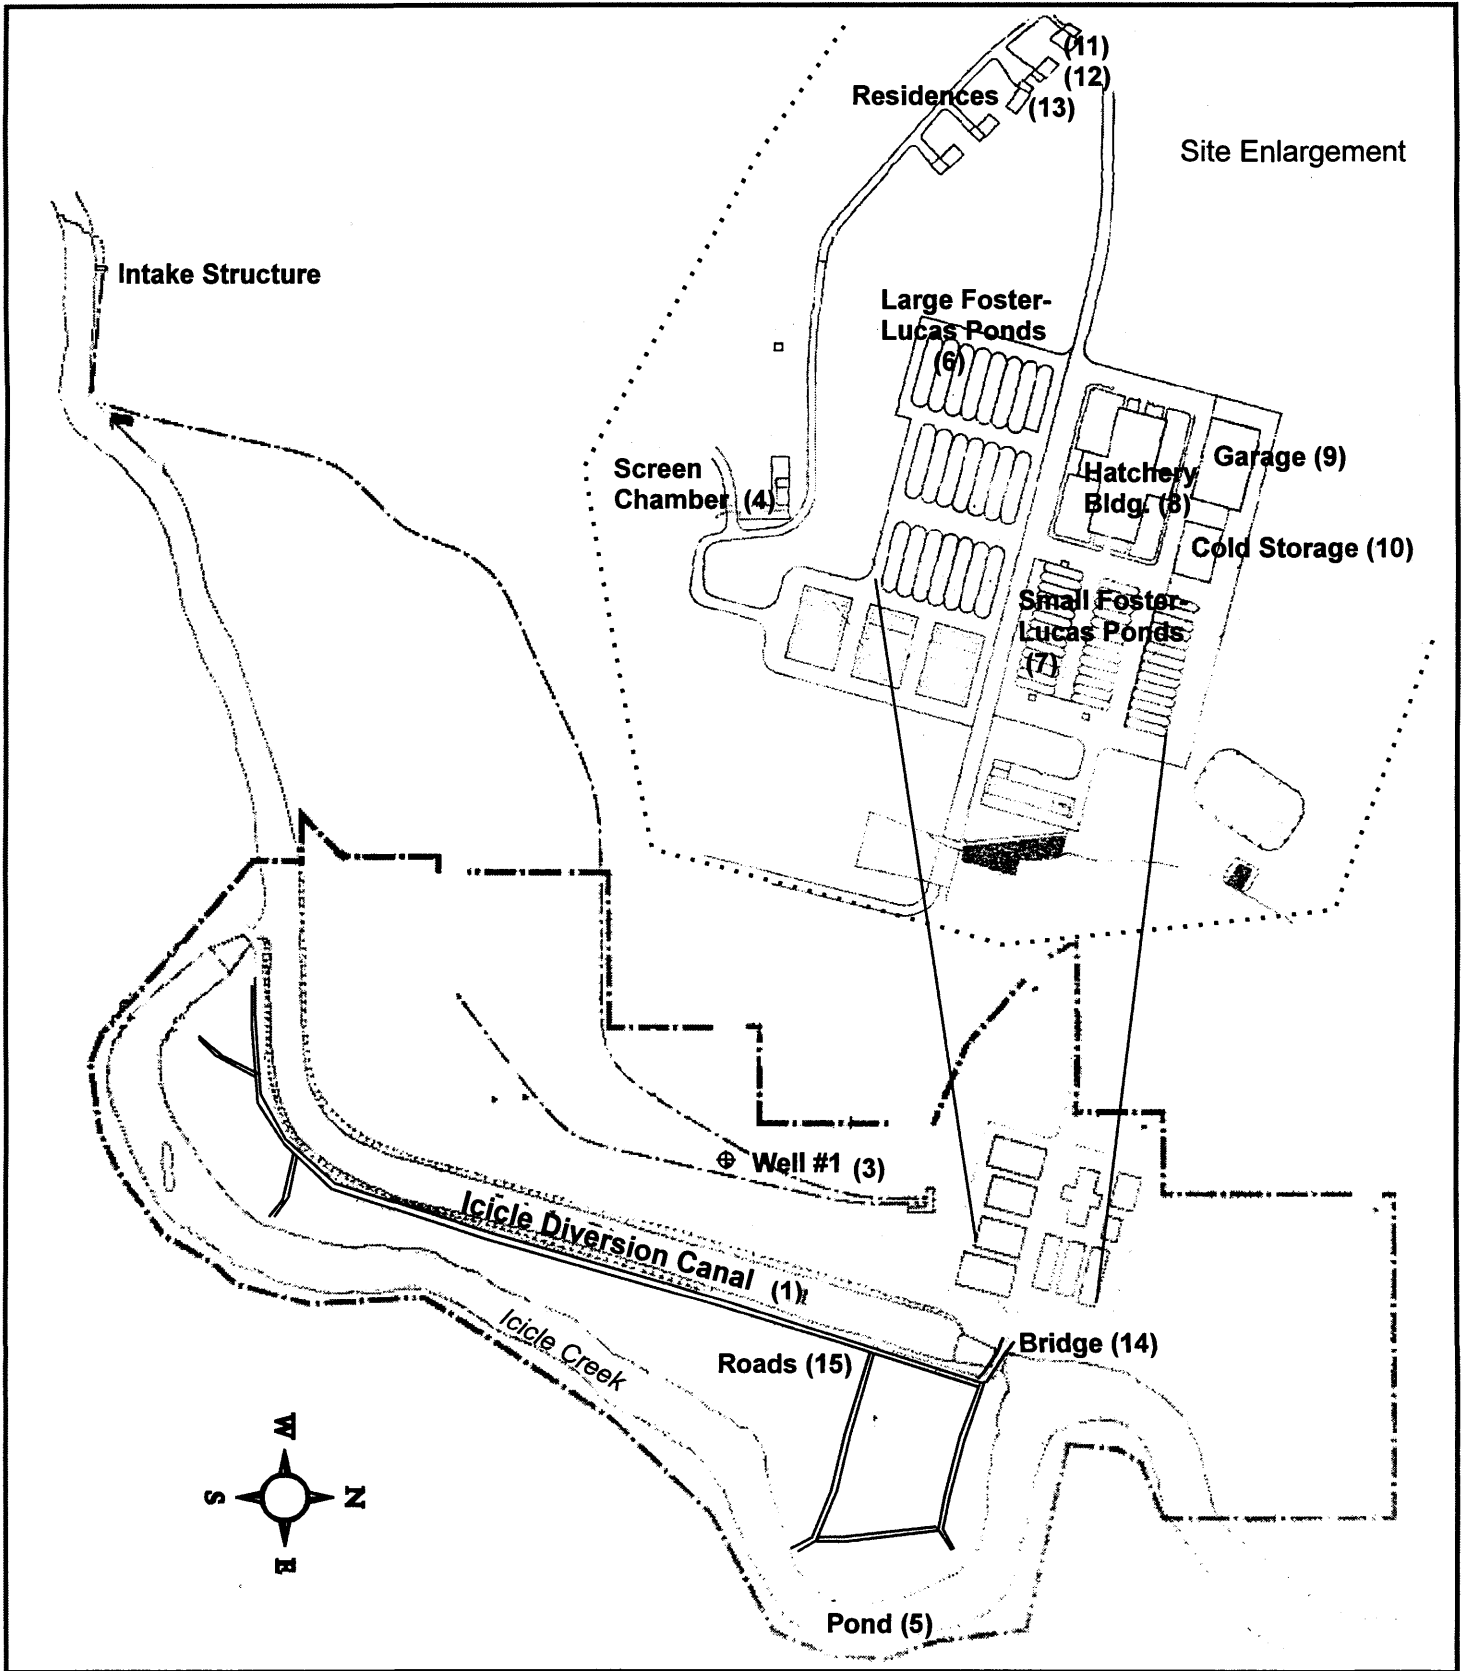 (11)
(12)
Residences
(13)
Site Enlargement
Intake Structure
Large Foster-
Lucas Ponds
(6)
Screen
Chamber (4)
Garage (9)
Hatchery
Bldg. (8)
Cold Storage (10)
Small Foster-
Lucas Ponds
(7)
Well #1 (3)
Icicle Diversion Canal (1)
Icicle Creek
Roads (15)
Bridge (14)
W
S
N
E
Pond (5)